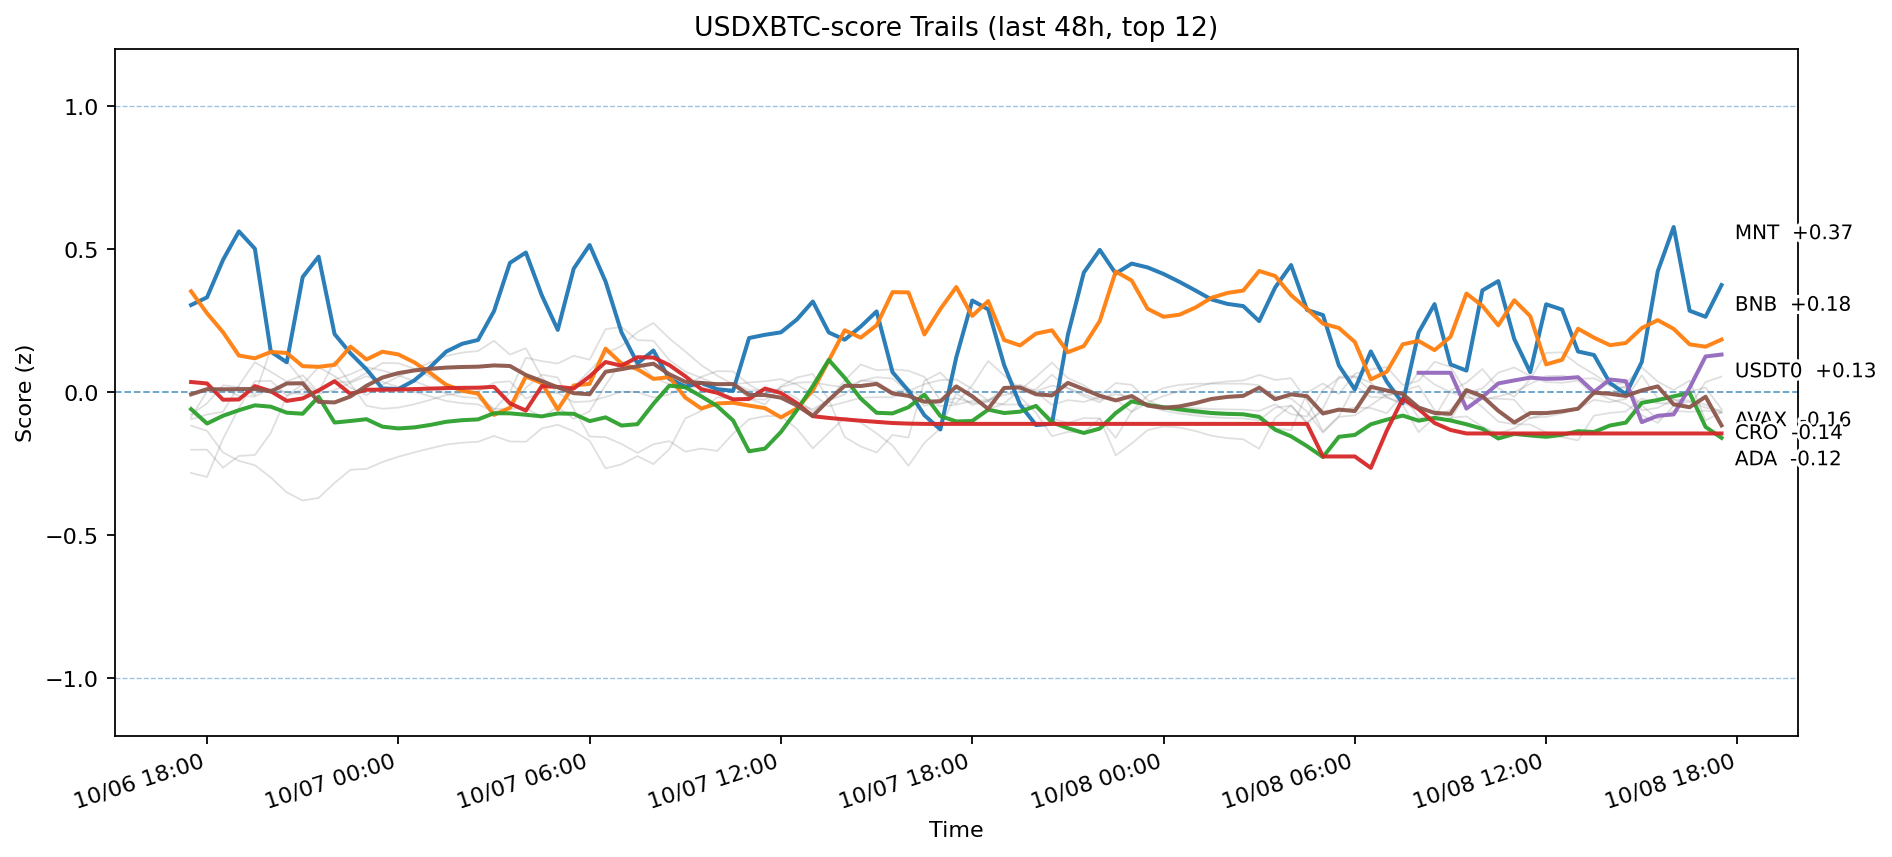 USDXBTC-score Trails (last 48h, top 12)
Score (z)
1.0
0.5
0.0
−0.5
−1.0
MNT +0.37
BNB +0.18
USDT0 +0.13
AVAX -0.16
CRO -0.14
ADA -0.12
10/06 18:00
10/07 00:00
10/07 06:00
10/07 12:00
10/07 18:00
10/08 00:00
10/08 06:00
10/08 12:00
10/08 18:00
Time